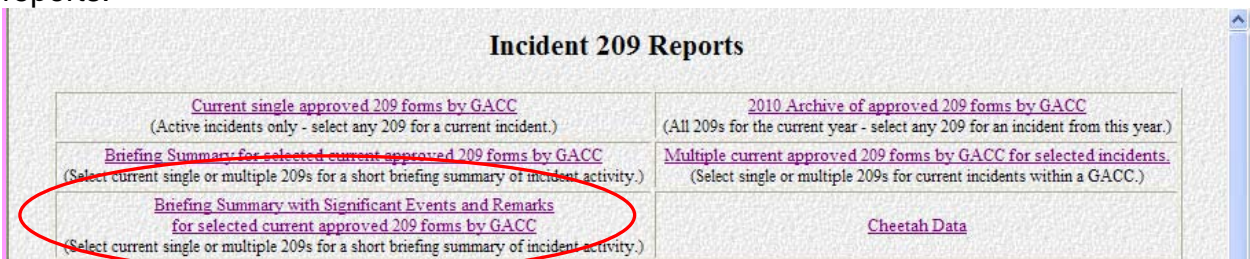 reports.
Incident 209 Reports
Current single approved 209 forms by GACC
(Active incidents only - select any 209 for a current incident.)
2010 Archive of approved 209 forms by GACC
(All 209s for the current year - select any 209 for an incident from this year.)
Briefing Summary for selected current approved 209 forms by GACC
(Select current single or multiple 209s for a short briefing summary of incident activity.)
Multiple current approved 209 forms by GACC for selected incidents.
(Select single or multiple 209s for current incidents within a GACC.)
Briefing Summary with Significant Events and Remarks
for selected current approved 209 forms by GACC
(Select current single or multiple 209s for a short briefing summary of incident activity.)
Cheetah Data